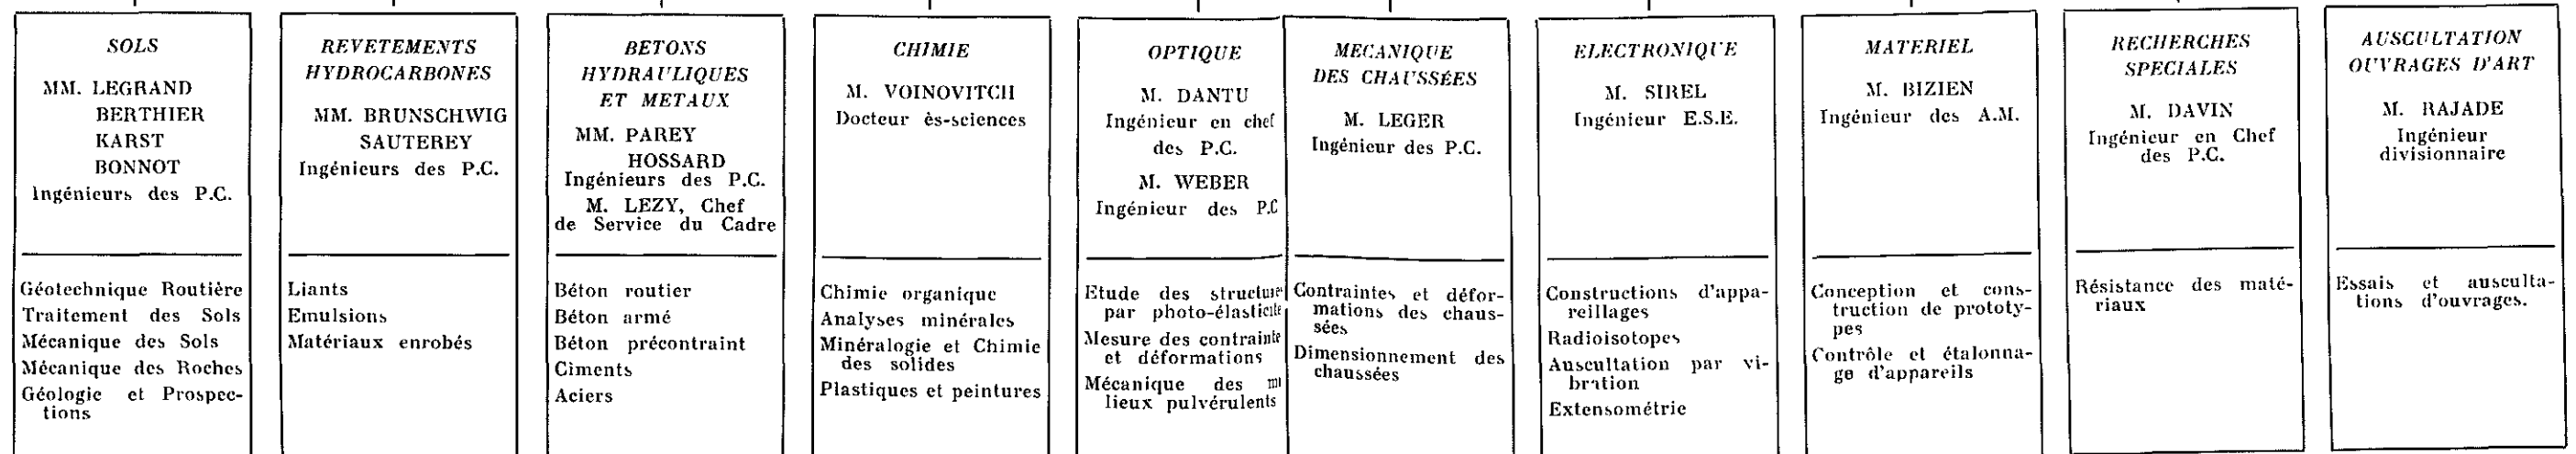 SOLS
MM. LEGRAND
BERTHIER
KARST
BONNOT
Ingénieurs des P.C.
Géotechnique Routière
Traitement des Sols
Mécanique des Sols
Mécanique des Roches
Géologie et Prospec-
tions
REVETEMENTS
HYDROCARBONES
MM. BRUNSCHWIG
SAUTEREY
Ingénieurs des P.C.
Liants
Emulsions
Matériaux enrobés
BETONS
HYDRAULIQUES
ET METAUX
MM. PAREY
HOSSARD
Ingénieurs des P.C.
M. LEZY, Chef
de Service du Cadre
Béton routier
Béton armé
Béton précontraint
Ciments
Aciers
CHIMIE
M. VOINOVITCH
Docteur ès-sciences
Chimie organique
Analyses minérales
Minéralogie et Chimie
des solides
Plastiques et peintures
OPTIQUE
M. DANTU
Ingénieur en chef
des P.C.
M. WEBER
Ingénieur des P.C
Etude des structure
par photo-élasticité
Mesure des contrainte
et déformations
Mécanique des mi
lieux pulvérulents
MECANIQUE
DES CHAUSSÉES
M. LEGER
Ingénieur des P.C.
Contraintes et défor-
mations des chaus-
sées
Dimensionnement des
chaussées
ELECTRONIQUE
M. SIREL
Ingénieur E.S.E.
Constructions d'appa-
reillages
Radioisotopes
Auscultation par vi-
bration
Extensométrie
MATERIEL
M. BIZIEN
Ingénieur des A.M.
Conception et cons-
truction de prototy-
pes
Contrôle et étalonna-
ge d'appareils
RECHERCHES
SPECIALES
M. DAVIN
Ingénieur en Chef
des P.C.
Résistance des maté-
riaux
AUSCULTATION
OUVRAGES D'ART
M. RAJADE
Ingénieur
divisionnaire
Essais et ausculta-
tions d'ouvrages.